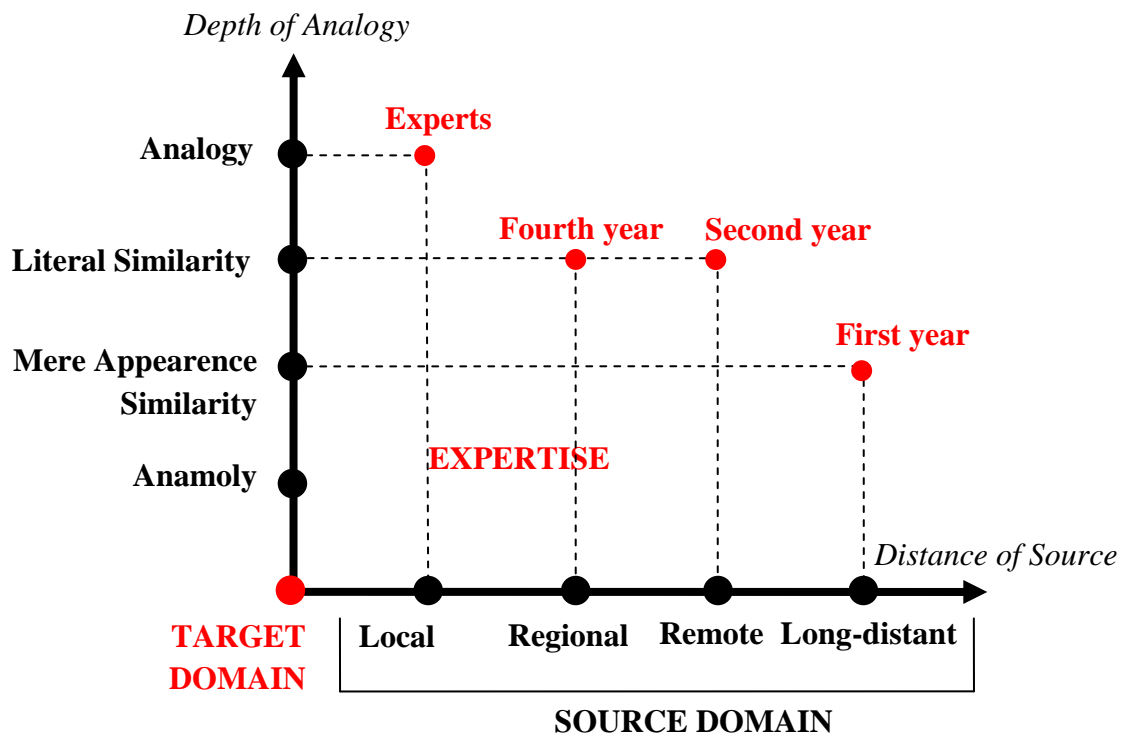 Depth of Analogy
Experts
Analogy
Fourth year
Second year
Literal Similarity
First year
Mere Appearence
Similarity
EXPERTISE
Anamoly
Distance of Source
TARGET
DOMAIN
Local
Regional
Remote
Long-distant
SOURCE DOMAIN